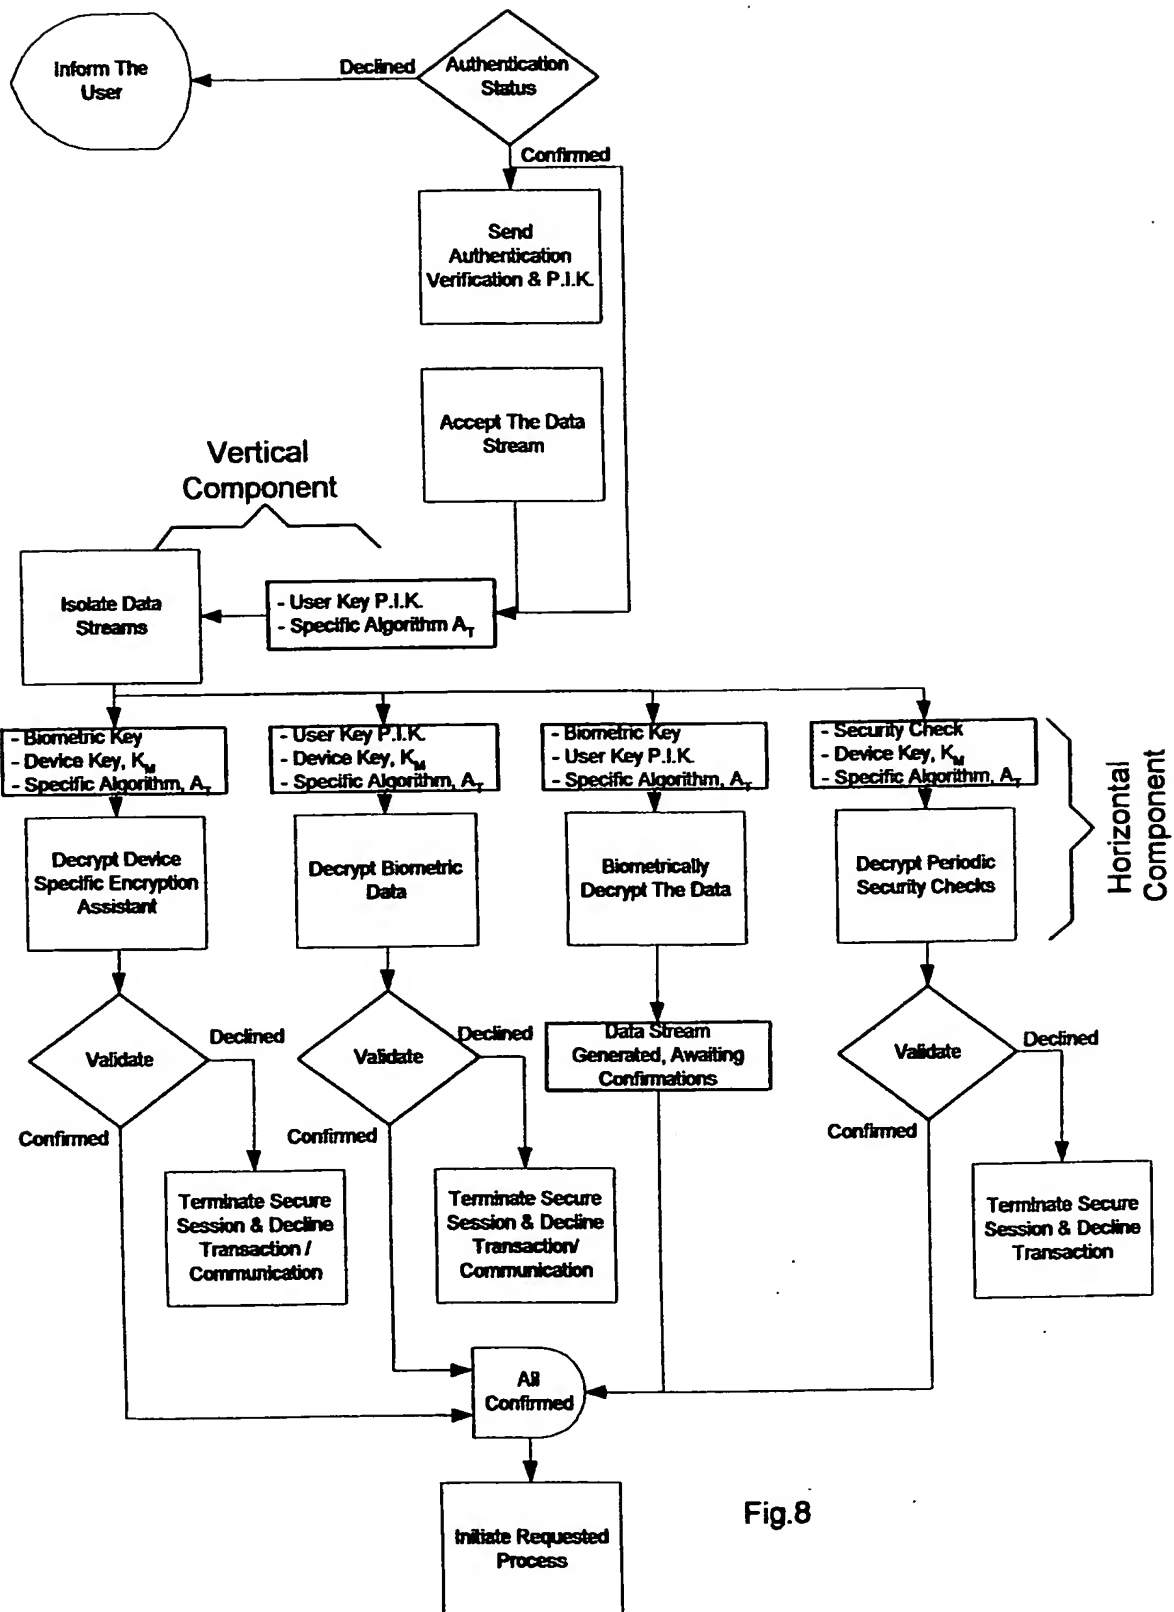 Inform The
User
Declined
Authentication
Status
Confirmed
Send
Authentication
Verification & P.I.K.
Accept The Data
Stream
Vertical
Component
Isolate Data
Streams
- User Key P.I.K.
- Specific Algorithm A_T
- Biometric Key
- Device Key, K_M
- Specific Algorithm, A_T
- User Key P.I.K.
- Device Key, K_M
- Specific Algorithm, A_T
- Biometric Key
- User Key P.I.K.
- Specific Algorithm, A_T
- Security Check
- Device Key, K_M
- Specific Algorithm, A_T
Horizontal
Component
Decrypt Device
Specific Encryption
Assistant
Decrypt Biometric
Data
Biometrically
Decrypt The Data
Decrypt Periodic
Security Checks
Validate
Declined
Confirmed
Validate
Declined
Confirmed
Data Stream
Generated, Awaiting
Confirmations
Validate
Declined
Confirmed
Terminate Secure
Session & Decline
Transaction /
Communication
Terminate Secure
Session & Decline
Transaction/
Communication
Terminate Secure
Session & Decline
Transaction
All
Confirmed
Initiate Requested
Process
Fig.8